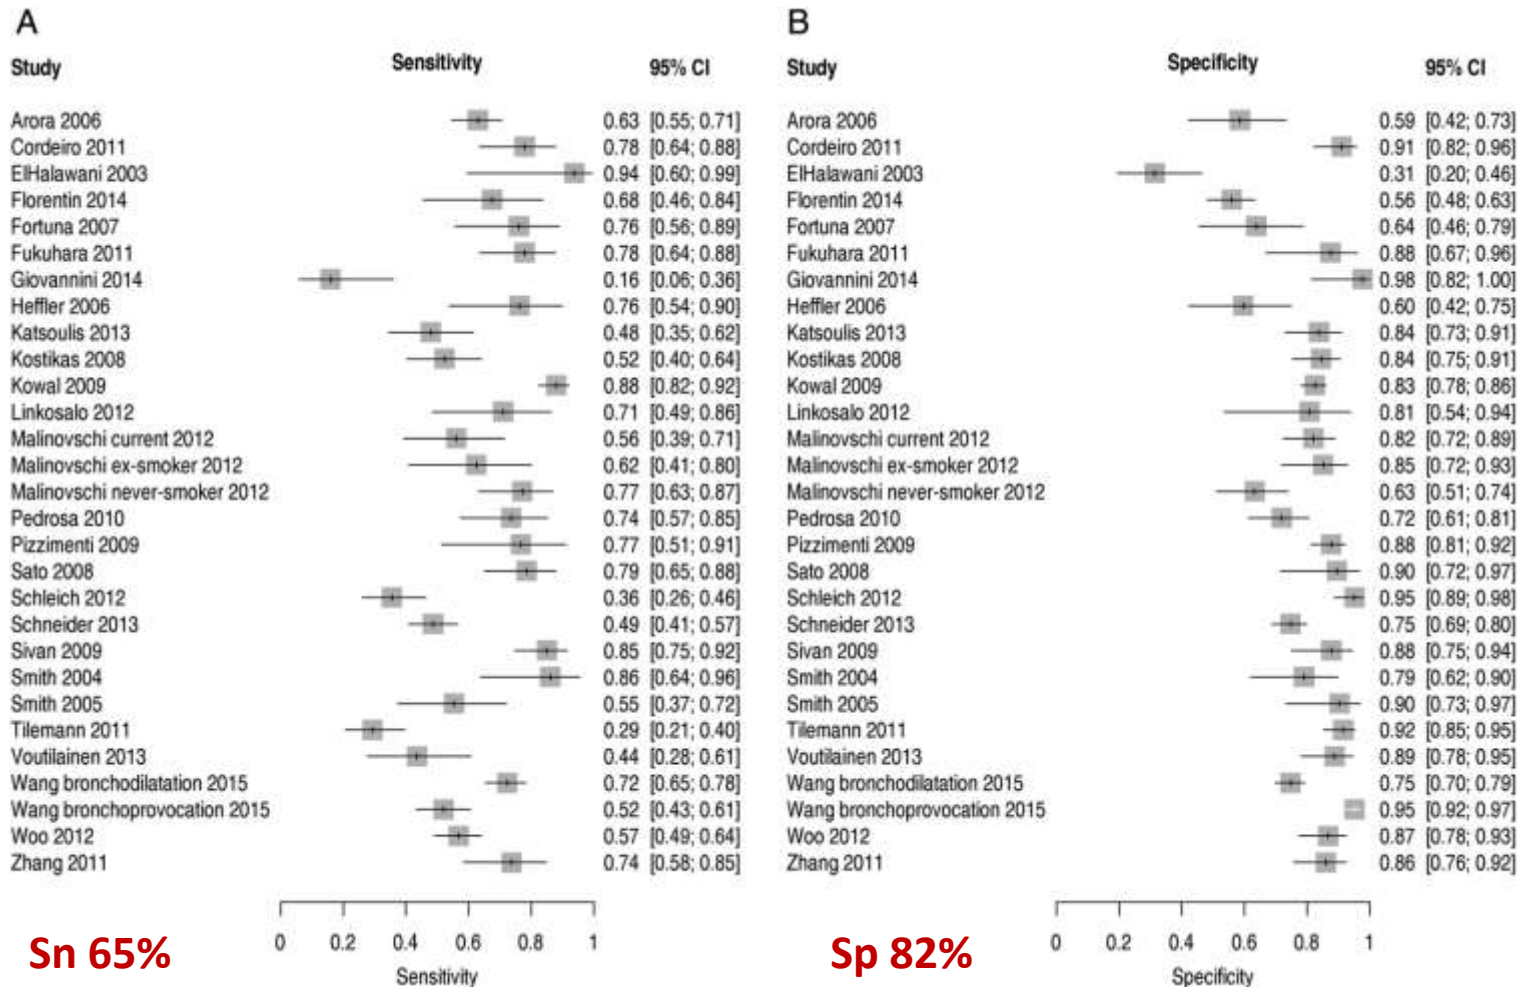 A
Study Sensitivity 95% CI
Arora 2006 0.63 [0.55; 0.71]
Cordeiro 2011 0.78 [0.64; 0.88]
ElHalawani 2003 0.94 [0.60; 0.99]
Florentin 2014 0.68 [0.46; 0.84]
Fortuna 2007 0.76 [0.56; 0.89]
Fukuhara 2011 0.78 [0.64; 0.88]
Giovannini 2014 0.16 [0.06; 0.36]
Heffler 2006 0.76 [0.54; 0.90]
Katsoulis 2013 0.48 [0.35; 0.62]
Kostikas 2008 0.52 [0.40; 0.64]
Kowal 2009 0.88 [0.82; 0.92]
Linkosalo 2012 0.71 [0.49; 0.86]
Malinovschi current 2012 0.56 [0.39; 0.71]
Malinovschi ex-smoker 2012 0.62 [0.41; 0.80]
Malinovschi never-smoker 2012 0.77 [0.63; 0.87]
Pedrosa 2010 0.74 [0.57; 0.85]
Pizzimenti 2009 0.77 [0.51; 0.91]
Sato 2008 0.79 [0.65; 0.88]
Schleich 2012 0.36 [0.26; 0.46]
Schneider 2013 0.49 [0.41; 0.57]
Sivan 2009 0.85 [0.75; 0.92]
Smith 2004 0.86 [0.64; 0.96]
Smith 2005 0.55 [0.37; 0.72]
Tilemann 2011 0.29 [0.21; 0.40]
Voutilainen 2013 0.44 [0.28; 0.61]
Wang bronchodilatation 2015 0.72 [0.65; 0.78]
Wang bronchoprovocation 2015 0.52 [0.43; 0.61]
Woo 2012 0.57 [0.49; 0.64]
Zhang 2011 0.74 [0.58; 0.85]
0 0.2 0.4 0.6 0.8 1
Sensitivity
Sn 65%
B
Study Specificity 95% CI
Arora 2006 0.59 [0.42; 0.73]
Cordeiro 2011 0.91 [0.82; 0.96]
ElHalawani 2003 0.31 [0.20; 0.46]
Florentin 2014 0.56 [0.48; 0.63]
Fortuna 2007 0.64 [0.46; 0.79]
Fukuhara 2011 0.88 [0.67; 0.96]
Giovannini 2014 0.98 [0.82; 1.00]
Heffler 2006 0.60 [0.42; 0.75]
Katsoulis 2013 0.84 [0.73; 0.91]
Kostikas 2008 0.84 [0.75; 0.91]
Kowal 2009 0.83 [0.78; 0.86]
Linkosalo 2012 0.81 [0.54; 0.94]
Malinovschi current 2012 0.82 [0.72; 0.89]
Malinovschi ex-smoker 2012 0.85 [0.72; 0.93]
Malinovschi never-smoker 2012 0.63 [0.51; 0.74]
Pedrosa 2010 0.72 [0.61; 0.81]
Pizzimenti 2009 0.88 [0.81; 0.92]
Sato 2008 0.90 [0.72; 0.97]
Schleich 2012 0.95 [0.89; 0.98]
Schneider 2013 0.75 [0.69; 0.80]
Sivan 2009 0.88 [0.75; 0.94]
Smith 2004 0.79 [0.62; 0.90]
Smith 2005 0.90 [0.73; 0.97]
Tilemann 2011 0.92 [0.85; 0.95]
Voutilainen 2013 0.89 [0.78; 0.95]
Wang bronchodilatation 2015 0.75 [0.70; 0.79]
Wang bronchoprovocation 2015 0.95 [0.92; 0.97]
Woo 2012 0.87 [0.78; 0.93]
Zhang 2011 0.86 [0.76; 0.92]
0 0.2 0.4 0.6 0.8 1
Specificity
Sp 82%